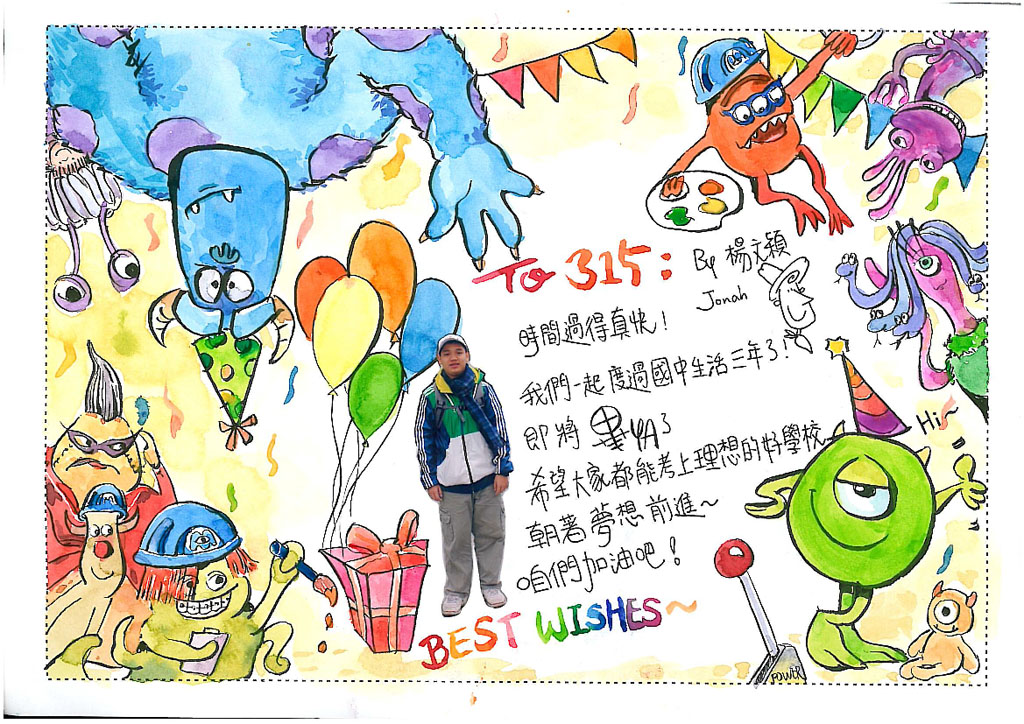 To 315:
By 楊文穎
Jonah
時間過得真快!
我們一起度過國中生活三年了!
即將畢YA了
希望大家都能考上理想的好學校
朝著夢想前進~
咱們加油吧!
BEST WISHES~
Hi~
POWER